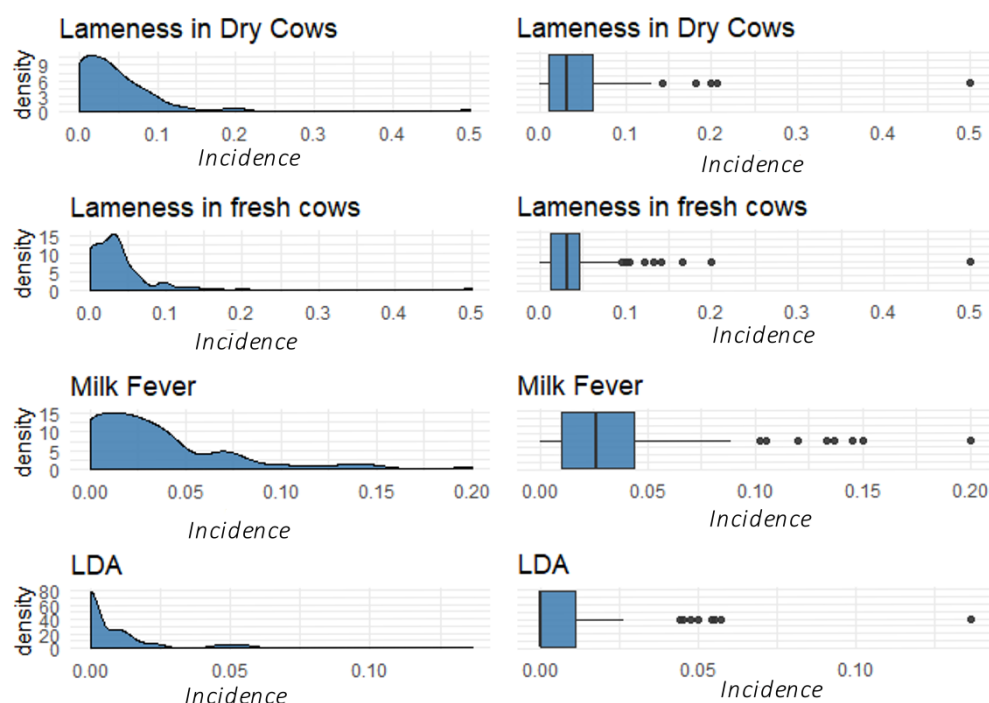 Lameness in Dry Cows
density
9
6
3
0
0.0 0.1 0.2 0.3 0.4 0.5
Incidence
Lameness in Dry Cows
0.0 0.1 0.2 0.3 0.4 0.5
Incidence
Lameness in fresh cows
density
15
10
5
0
0.0 0.1 0.2 0.3 0.4 0.5
Incidence
Lameness in fresh cows
0.0 0.1 0.2 0.3 0.4 0.5
Incidence
Milk Fever
density
15
10
5
0
0.00 0.05 0.10 0.15 0.20
Incidence
Milk Fever
0.00 0.05 0.10 0.15 0.20
Incidence
LDA
density
80
60
40
20
0
0.00 0.05 0.10
Incidence
LDA
0.00 0.05 0.10
Incidence